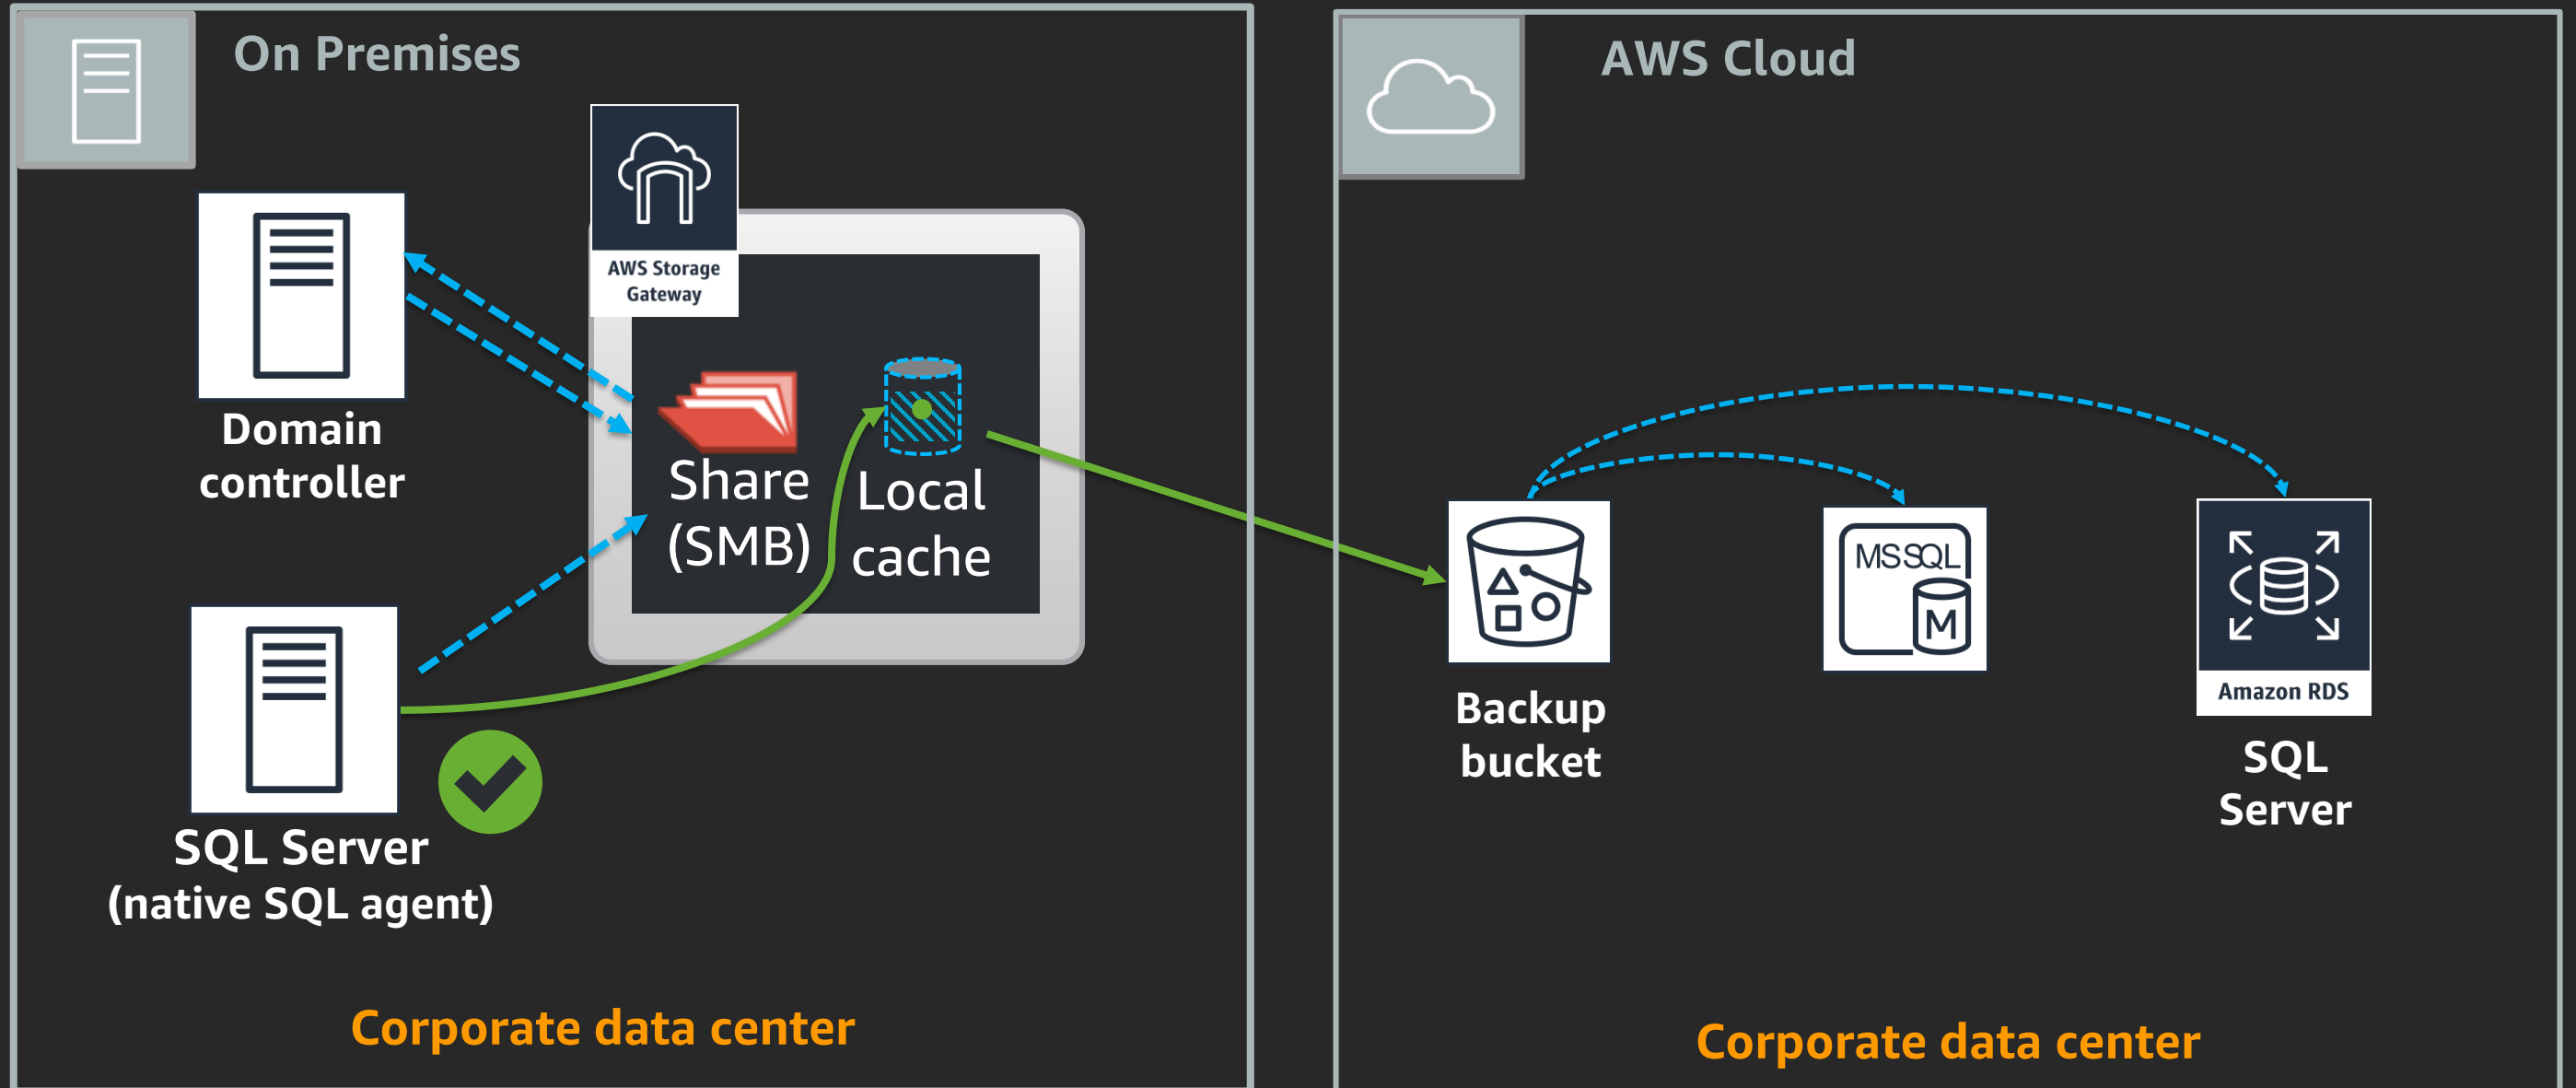 On Premises
AWS Storage
Gateway
Domain
controller
Share
(SMB)
Local
cache
SQL Server
(native SQL agent)
Corporate data center
AWS Cloud
Backup
bucket
MSSQL
M
Amazon RDS
SQL
Server
Corporate data center